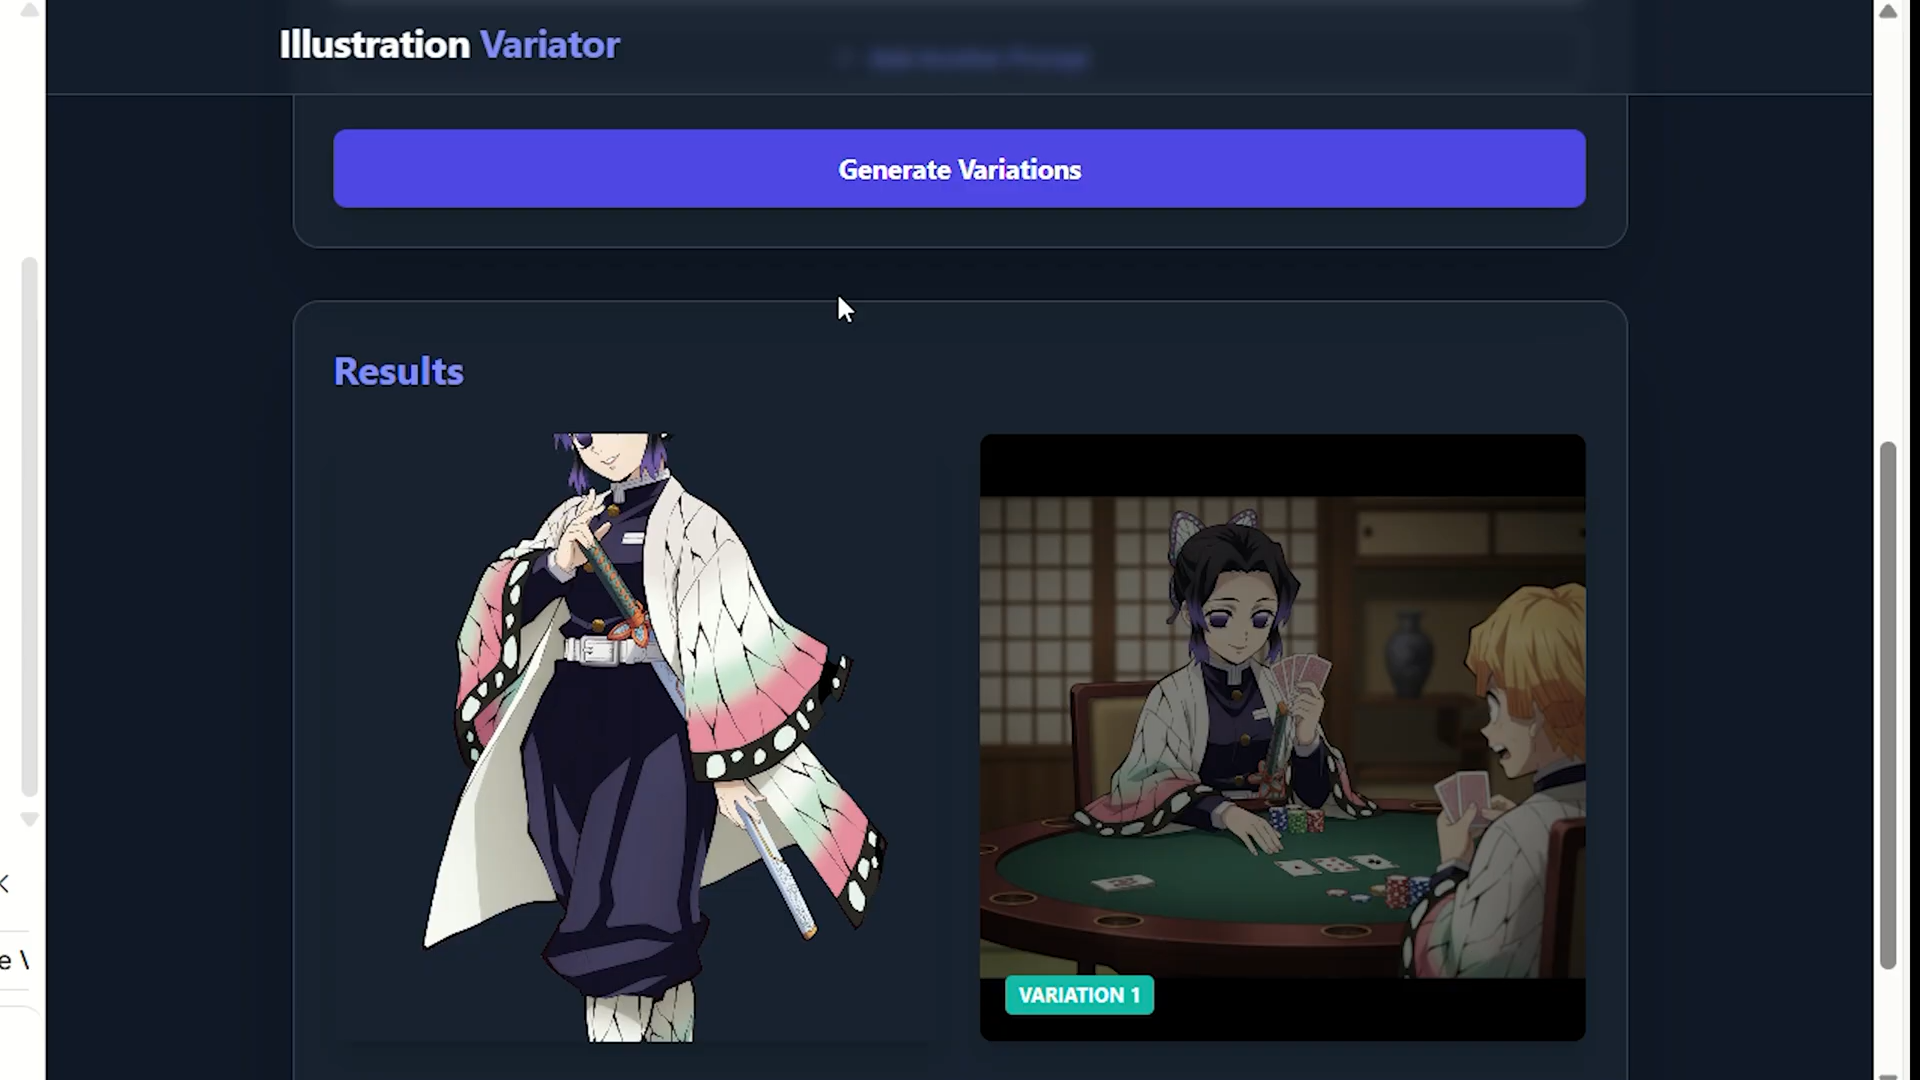 Illustration Variator
Generate Variations
Results
VARIATION 1